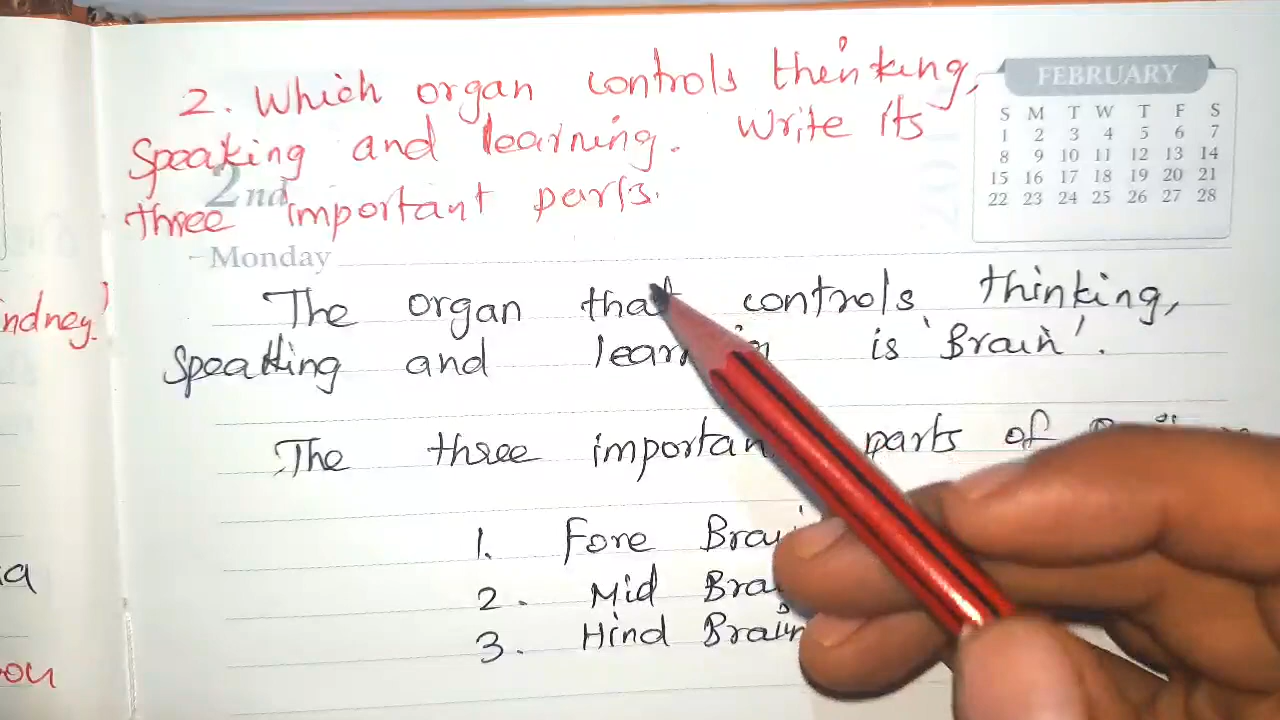 2. Which organ controls thinking,
Speaking and learning. Write its
three important parts.
FEBRUARY
S M T W T F S
1 2 3 4 5 6 7
8 9 10 11 12 13 14
15 16 17 18 19 20 21
22 23 24 25 26 27 28
2nd
Monday
indney'
The organ that controls thinking,
Speaking and is 'Brain'.
The three important parts of
1. Fore Brain
2. Mid
3. Hind Brain